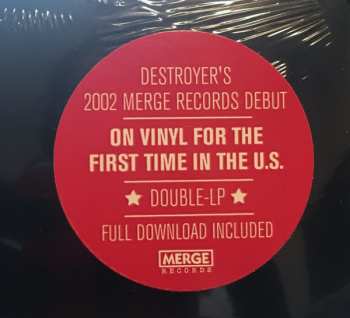 DESTROYER'S
2002 MERGE RECORDS DEBUT
ON VINYL FOR THE
FIRST TIME IN THE U.S.
★ DOUBLE-LP ★
FULL DOWNLOAD INCLUDED
MERGE
RECORDS